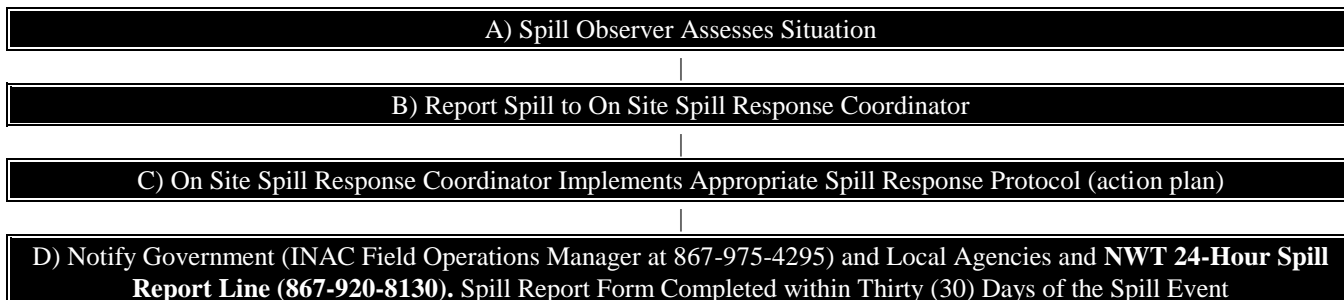 A) Spill Observer Assesses Situation
|
B) Report Spill to On Site Spill Response Coordinator
|
C) On Site Spill Response Coordinator Implements Appropriate Spill Response Protocol (action plan)
|
D) Notify Government (INAC Field Operations Manager at 867-975-4295) and Local Agencies and NWT 24-Hour Spill
Report Line (867-920-8130). Spill Report Form Completed within Thirty (30) Days of the Spill Event